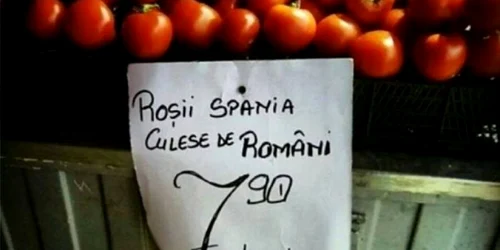 Roșii SPANIA
CULESE DE ROMÂNI
7 90